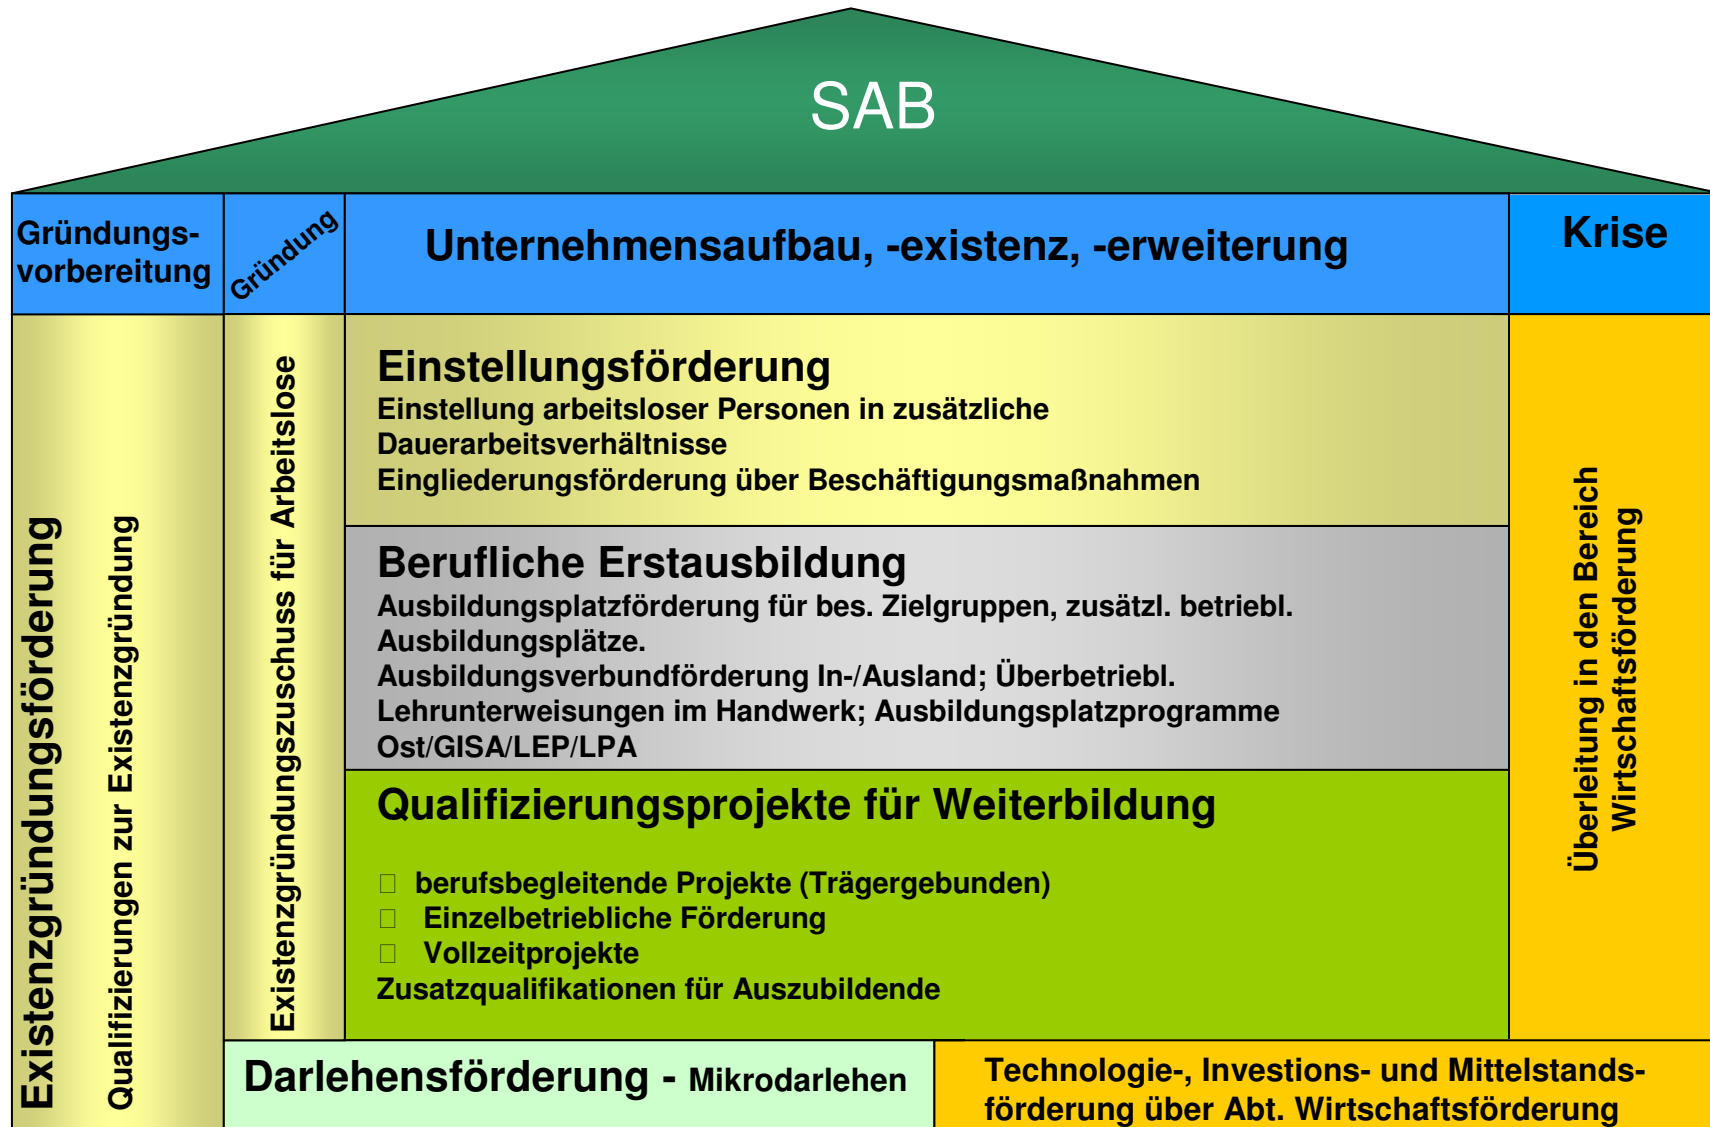 SAB
Gründungs-
vorbereitung
Gründung
Unternehmensaufbau, -existenz, -erweiterung
Krise
Existenzgründungsförderung
Qualifizierungen zur Existenzgründung
Existenzgründungszuschuss für Arbeitslose
Einstellungsförderung
Einstellung arbeitsloser Personen in zusätzliche
Dauerarbeitsverhältnisse
Eingliederungsförderung über Beschäftigungsmaßnahmen
Berufliche Erstausbildung
Ausbildungsplatzförderung für bes. Zielgruppen, zusätzl. betriebl.
Ausbildungsplätze.
Ausbildungsverbundförderung In-/Ausland; Überbetriebl.
Lehrunterweisungen im Handwerk; Ausbildungsplatzprogramme
Ost/GISA/LEP/LPA
Qualifizierungsprojekte für Weiterbildung
berufsbegleitende Projekte (Trägergebunden)
Einzelbetriebliche Förderung
Vollzeitprojekte
Zusatzqualifikationen für Auszubildende
Überleitung in den Bereich
Wirtschaftsförderung
Darlehensförderung - Mikrodarlehen
Technologie-, Investions- und Mittelstands-
förderung über Abt. Wirtschaftsförderung